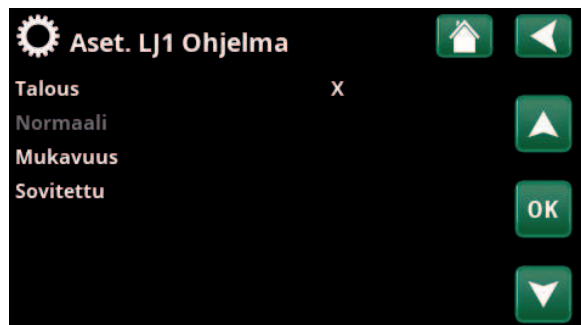 Aset. LJ1 Ohjelma
Talous X
Normaali
Mukavuus
Sovitettu
OK